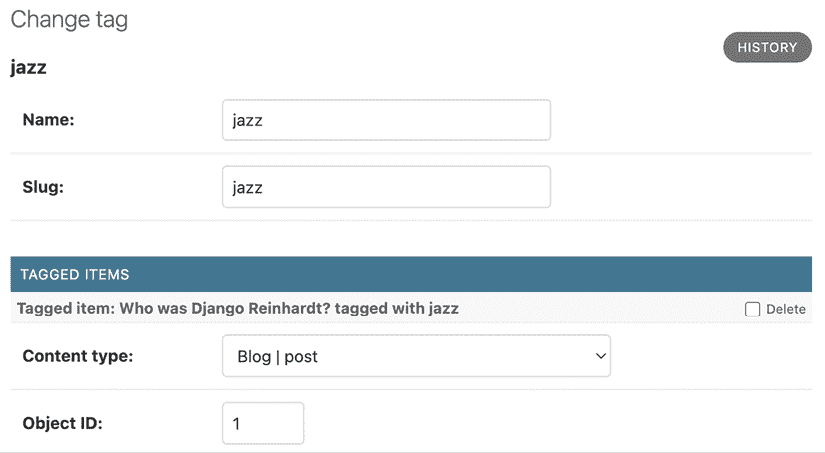 Change tag
HISTORY
jazz
Name: jazz
Slug: jazz
TAGGED ITEMS
Tagged item: Who was Django Reinhardt? tagged with jazz Delete
Content type: Blog | post
Object ID: 1